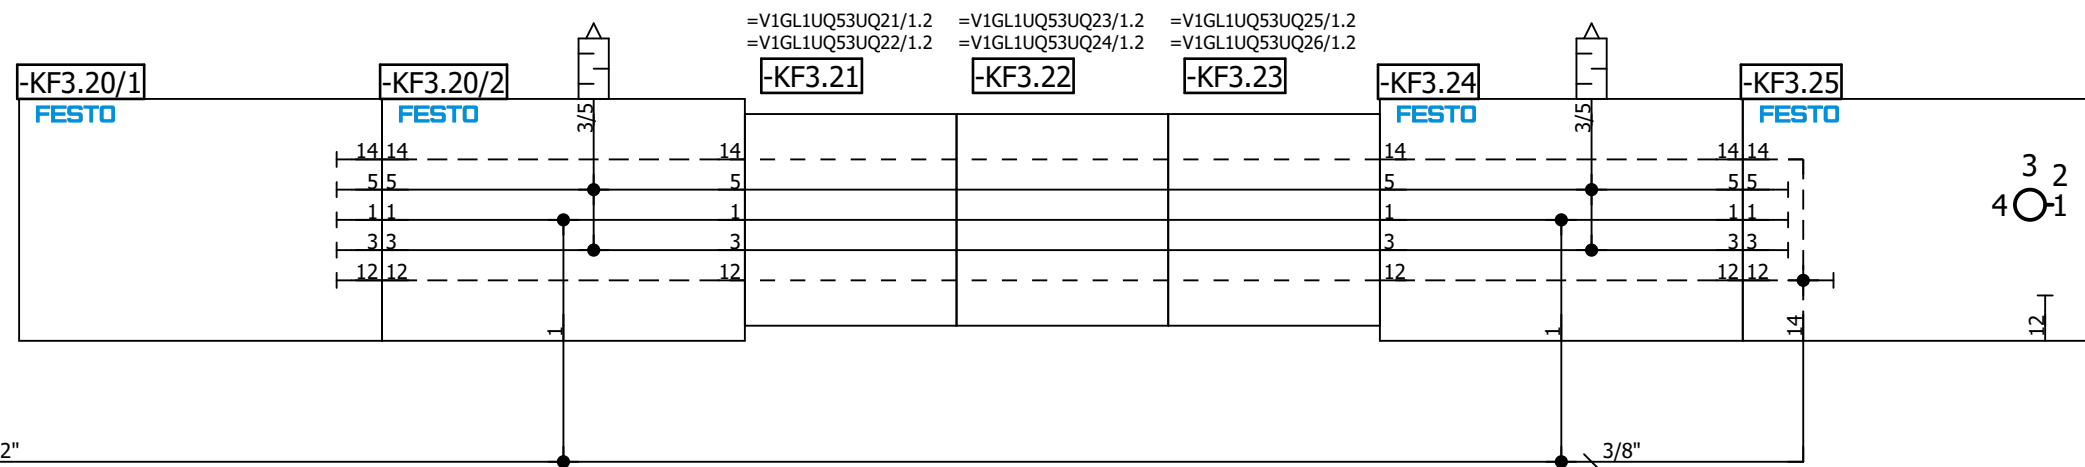 =V1GL1UQ53UQ21/1.2 =V1GL1UQ53UQ23/1.2 =V1GL1UQ53UQ25/1.2
=V1GL1UQ53UQ22/1.2 =V1GL1UQ53UQ24/1.2 =V1GL1UQ53UQ26/1.2
-KF3.20/1 -KF3.20/2 -KF3.21 -KF3.22 -KF3.23 -KF3.24 -KF3.25
FESTO FESTO FESTO FESTO
3/5 3/5
14 14 14 14 14 14
5 5 5 5 5 5
1 1 1 1 1 1
3 3 3 3 3 3
12 12 12 12 12 12
3
2
4 1
1 1 14 12
2" 3/8"